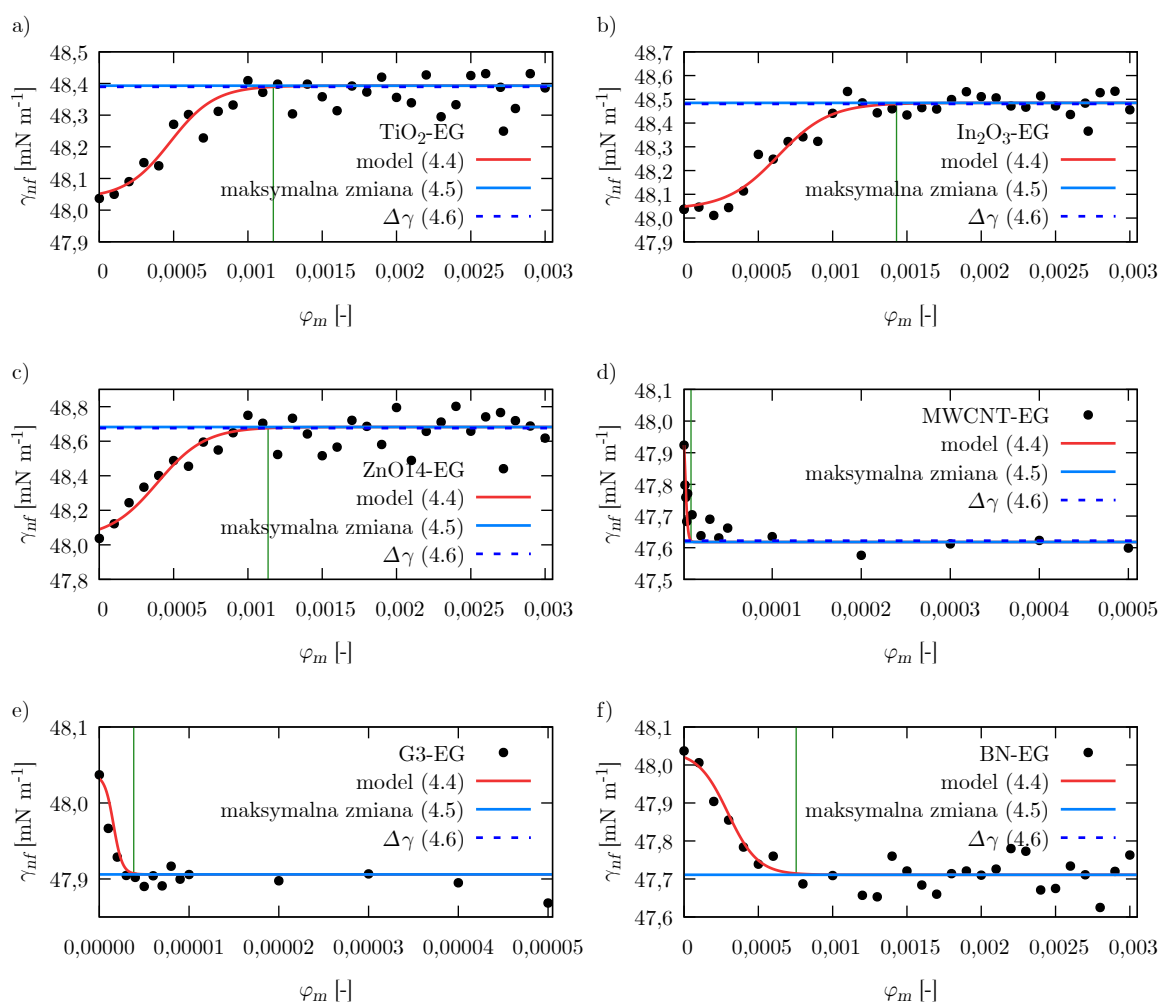 a)
48,5
48,4
48,3
48,2
48,1
48,0
47,9
γnf [mN m-1]
TiO2-EG
model (4.4)
maksymalna zmiana (4.5)
Δγ (4.6)
0 0,0005 0,001 0,0015 0,002 0,0025 0,003
φm [-]
b)
48,7
48,6
48,5
48,4
48,3
48,2
48,1
48,0
47,9
γnf [mN m-1]
In2O3-EG
model (4.4)
maksymalna zmiana (4.5)
Δγ (4.6)
0 0,0005 0,001 0,0015 0,002 0,0025 0,003
φm [-]
c)
48,8
48,6
48,4
48,2
48,0
47,8
γnf [mN m-1]
ZnO14-EG
model (4.4)
maksymalna zmiana (4.5)
Δγ (4.6)
0 0,0005 0,001 0,0015 0,002 0,0025 0,003
φm [-]
d)
48,1
48,0
47,9
47,8
47,7
47,6
47,5
γnf [mN m-1]
MWCNT-EG
model (4.4)
maksymalna zmiana (4.5)
Δγ (4.6)
0,0001 0,0002 0,0003 0,0004 0,0005
φm [-]
e)
48,1
48,0
47,9
γnf [mN m-1]
G3-EG
model (4.4)
maksymalna zmiana (4.5)
Δγ (4.6)
0,00000 0,00001 0,00002 0,00003 0,00004 0,00005
φm [-]
f)
48,1
48,0
47,9
47,8
47,7
47,6
γnf [mN m-1]
BN-EG
model (4.4)
maksymalna zmiana (4.5)
Δγ (4.6)
0 0,0005 0,001 0,0015 0,002 0,0025 0,003
φm [-]